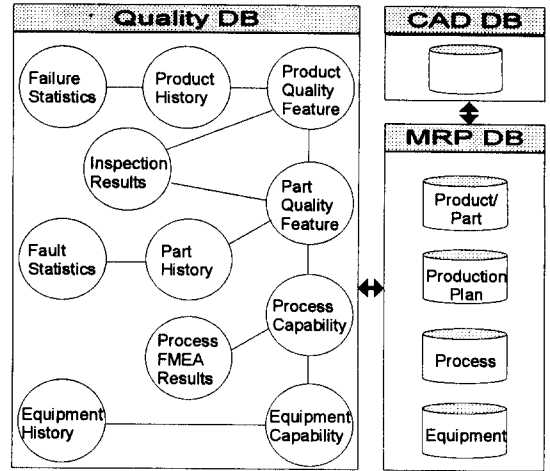 Quality DB
Failure
Statistics
Product
History
Product
Quality
Feature
Inspection
Results
Part
Quality
Feature
Fault
Statistics
Part
History
Process
Capability
Process
FMEA
Results
Equipment
History
Equipment
Capability
CAD DB
MRP DB
Product/
Part
Production
Plan
Process
Equipment